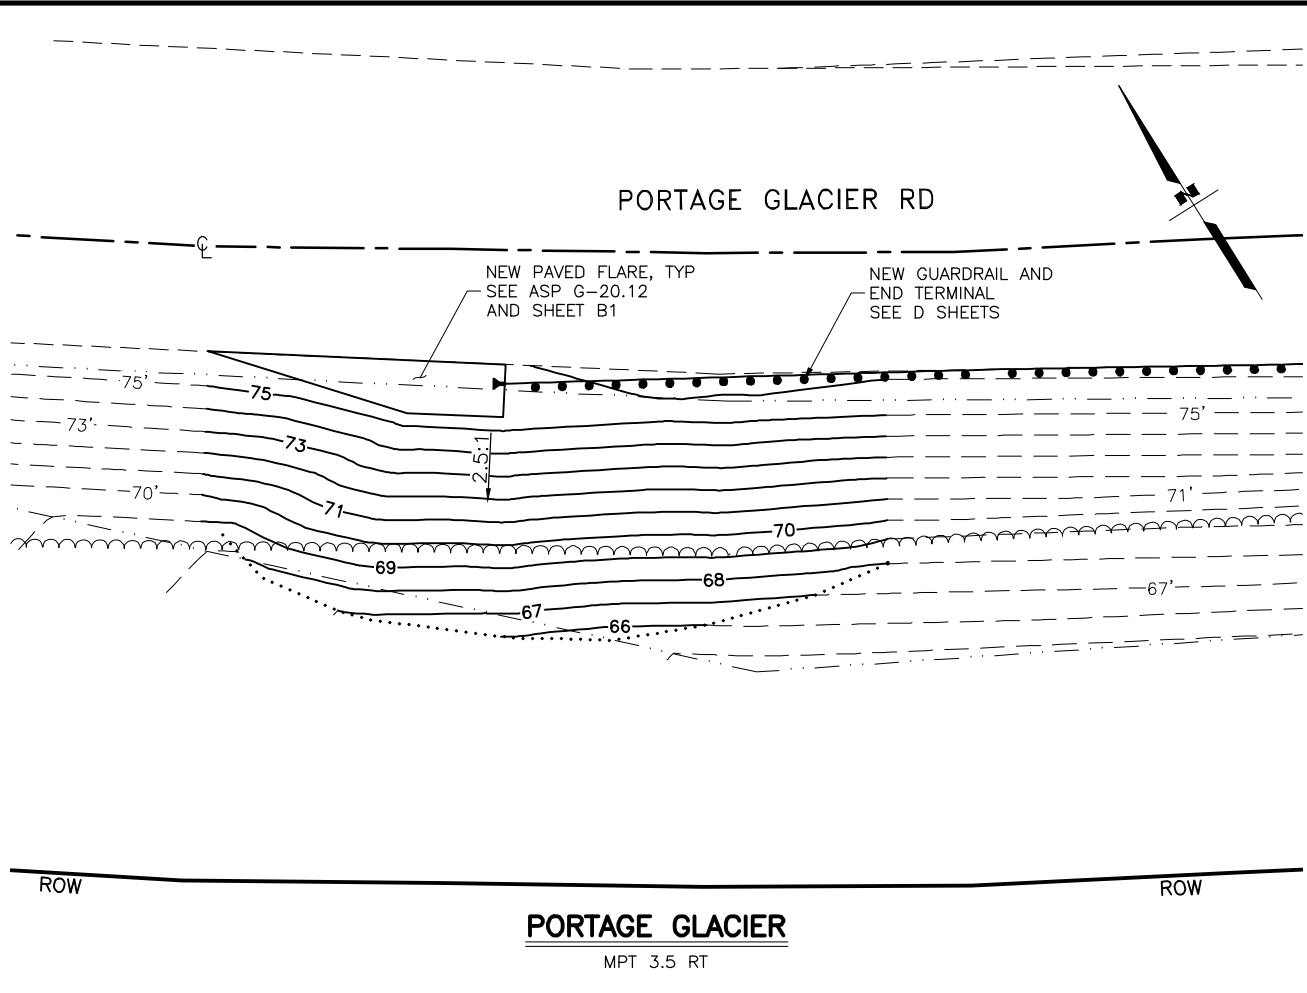 N
PORTAGE GLACIER RD
CL
NEW PAVED FLARE, TYP
SEE ASP G-20.12
AND SHEET B1
NEW GUARDRAIL AND
END TERMINAL
SEE D SHEETS
75'
75
75'
73'
73
2.5:1
70'
71
71'
70
69
68
67'
67
66
ROW
ROW
PORTAGE GLACIER
MPT 3.5 RT